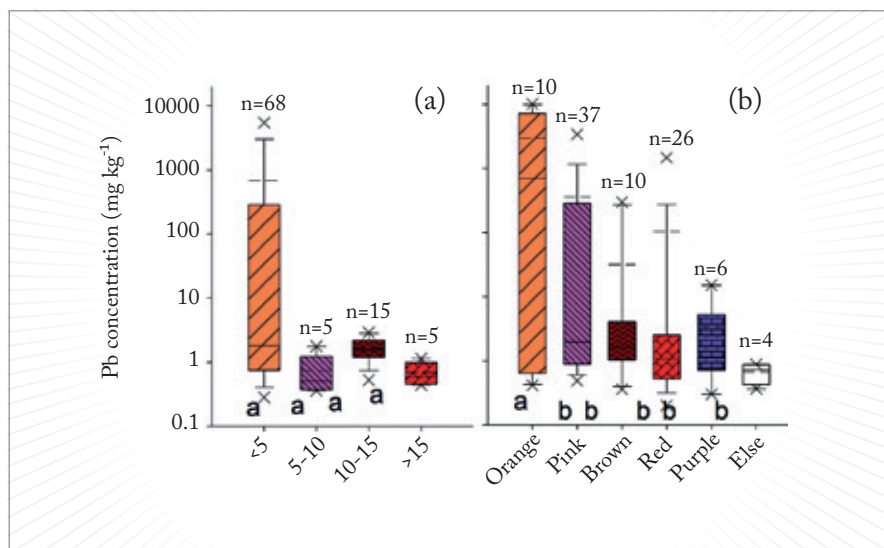 Pb concentration (mg kg-1)
10000
1000
100
10
1
0.1
(a)
n=68
n=5
n=15
n=5
a
a
a
a
<5
5-10
10-15
>15
(b)
n=10
n=37
n=10
n=26
n=6
n=4
a
b
b
b
b
b
Orange
Pink
Brown
Red
Purple
Else